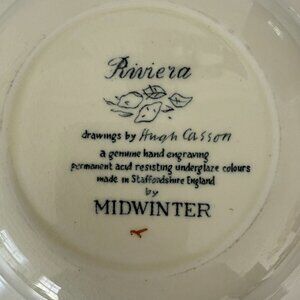 Riviera
drawings by Hugh Casson
a genuine hand engraving
permanent acid resisting underglaze colours
made in Staffordshire England
by
MIDWINTER